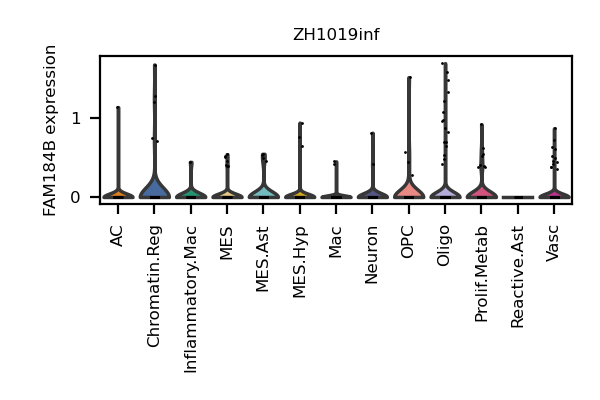 ZH1019inf
FAM184B expression
1
0
AC
Chromatin.Reg
Inflammatory.Mac
MES
MES.Ast
MES.Hyp
Mac
Neuron
OPC
Oligo
Prolif.Metab
Reactive.Ast
Vasc